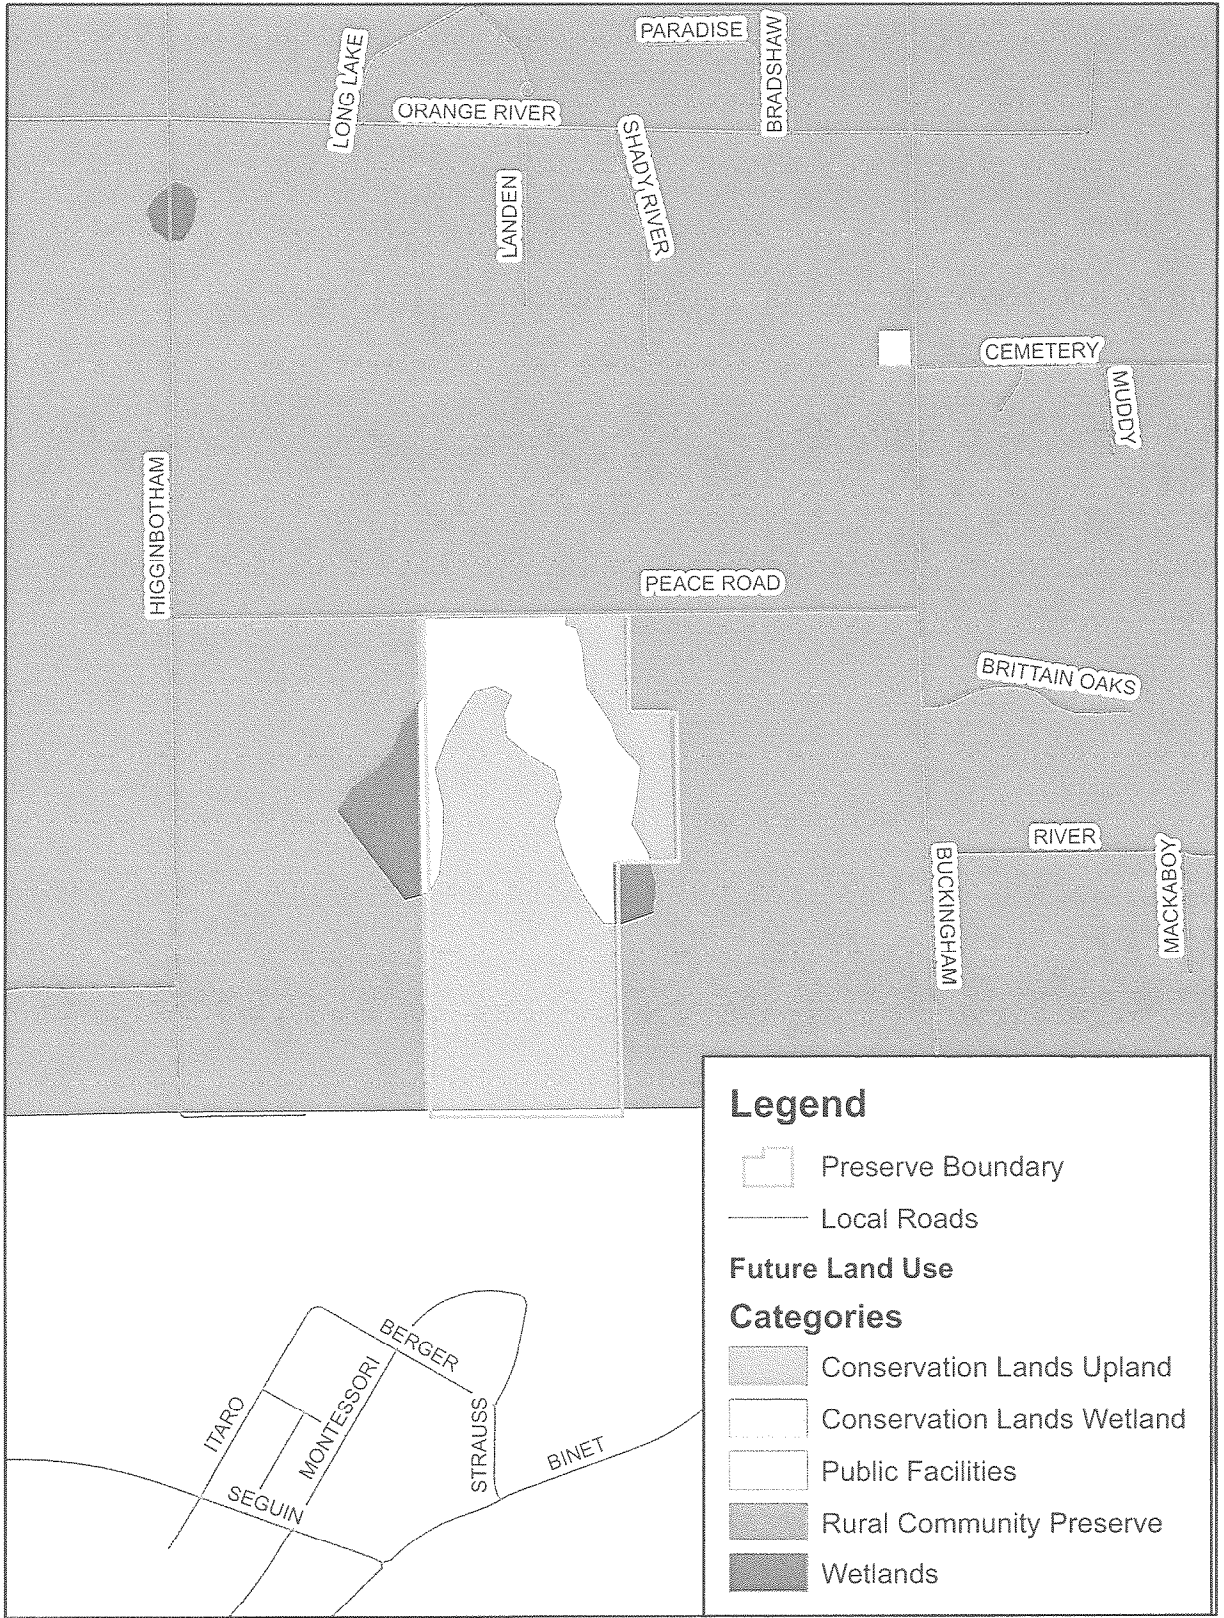 PARADISE
BRADSHAW
LONG LAKE
ORANGE RIVER
SHADY RIVER
LANDEN
CEMETERY
MUDDY
HIGGINBOTHAM
PEACE ROAD
BRITTAIN OAKS
RIVER
BUCKINGHAM
MACKABOY
Legend
Preserve Boundary
Local Roads
Future Land Use
Categories
Conservation Lands Upland
Conservation Lands Wetland
Public Facilities
Rural Community Preserve
Wetlands
BERGER
MONTESSORI
ITARO
STRAUSS
BINET
SEGUIN